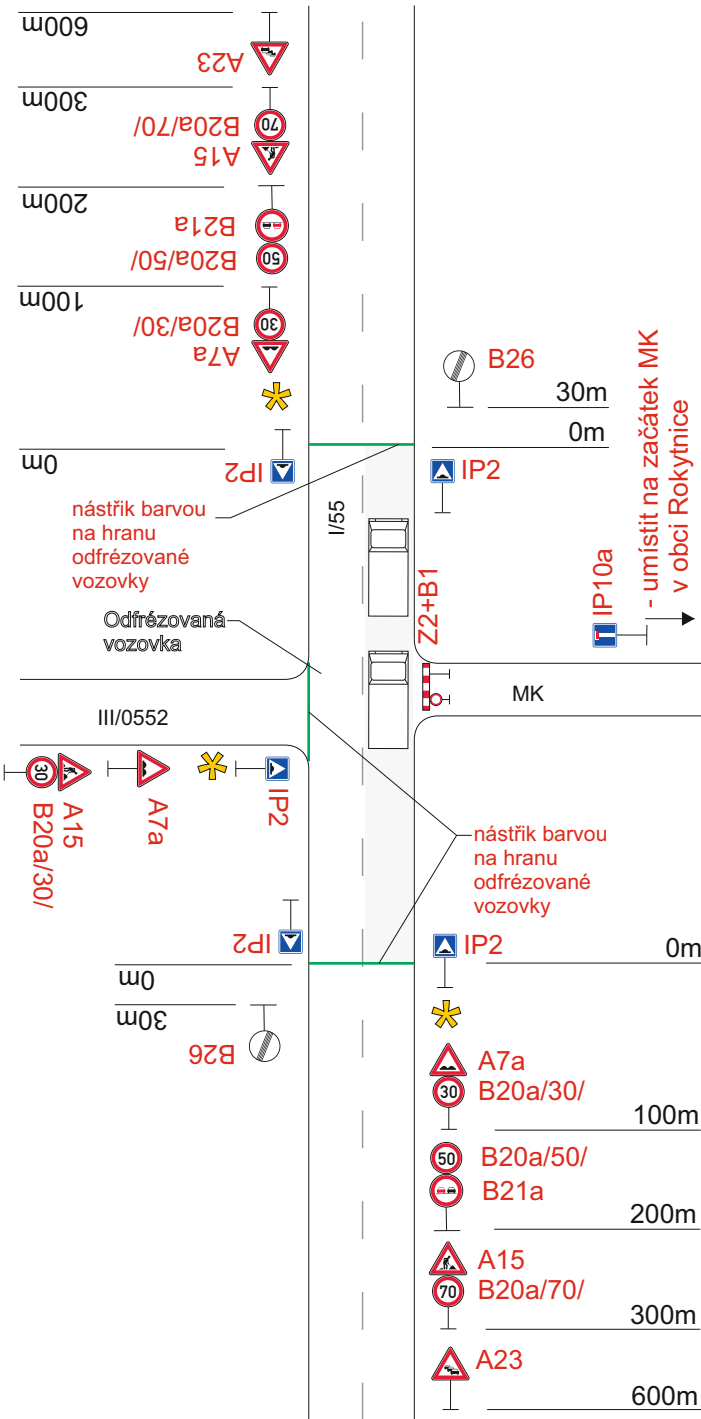 600m
A23
300m
B20a/70/
70
A15
200m
B21a
B20a/50/
50
100m
B20a/30/
30
A7a
B26
30m
0m
0m
IP2
IP2
- umístit na začátek MK
v obci Rokytnice
nástřik barvou
na hranu
odfrézované
vozovky
I/55
Z2+B1
IP10a
Odfrézovaná
vozovka
III/0552
MK
30
A15
B20a/30/
A7a
IP2
nástřik barvou
na hranu
odfrézované
vozovky
IP2
0m
30m
B26
IP2
0m
A7a
30
B20a/30/
100m
50
B20a/50/
B21a
200m
A15
70
B20a/70/
300m
A23
600m